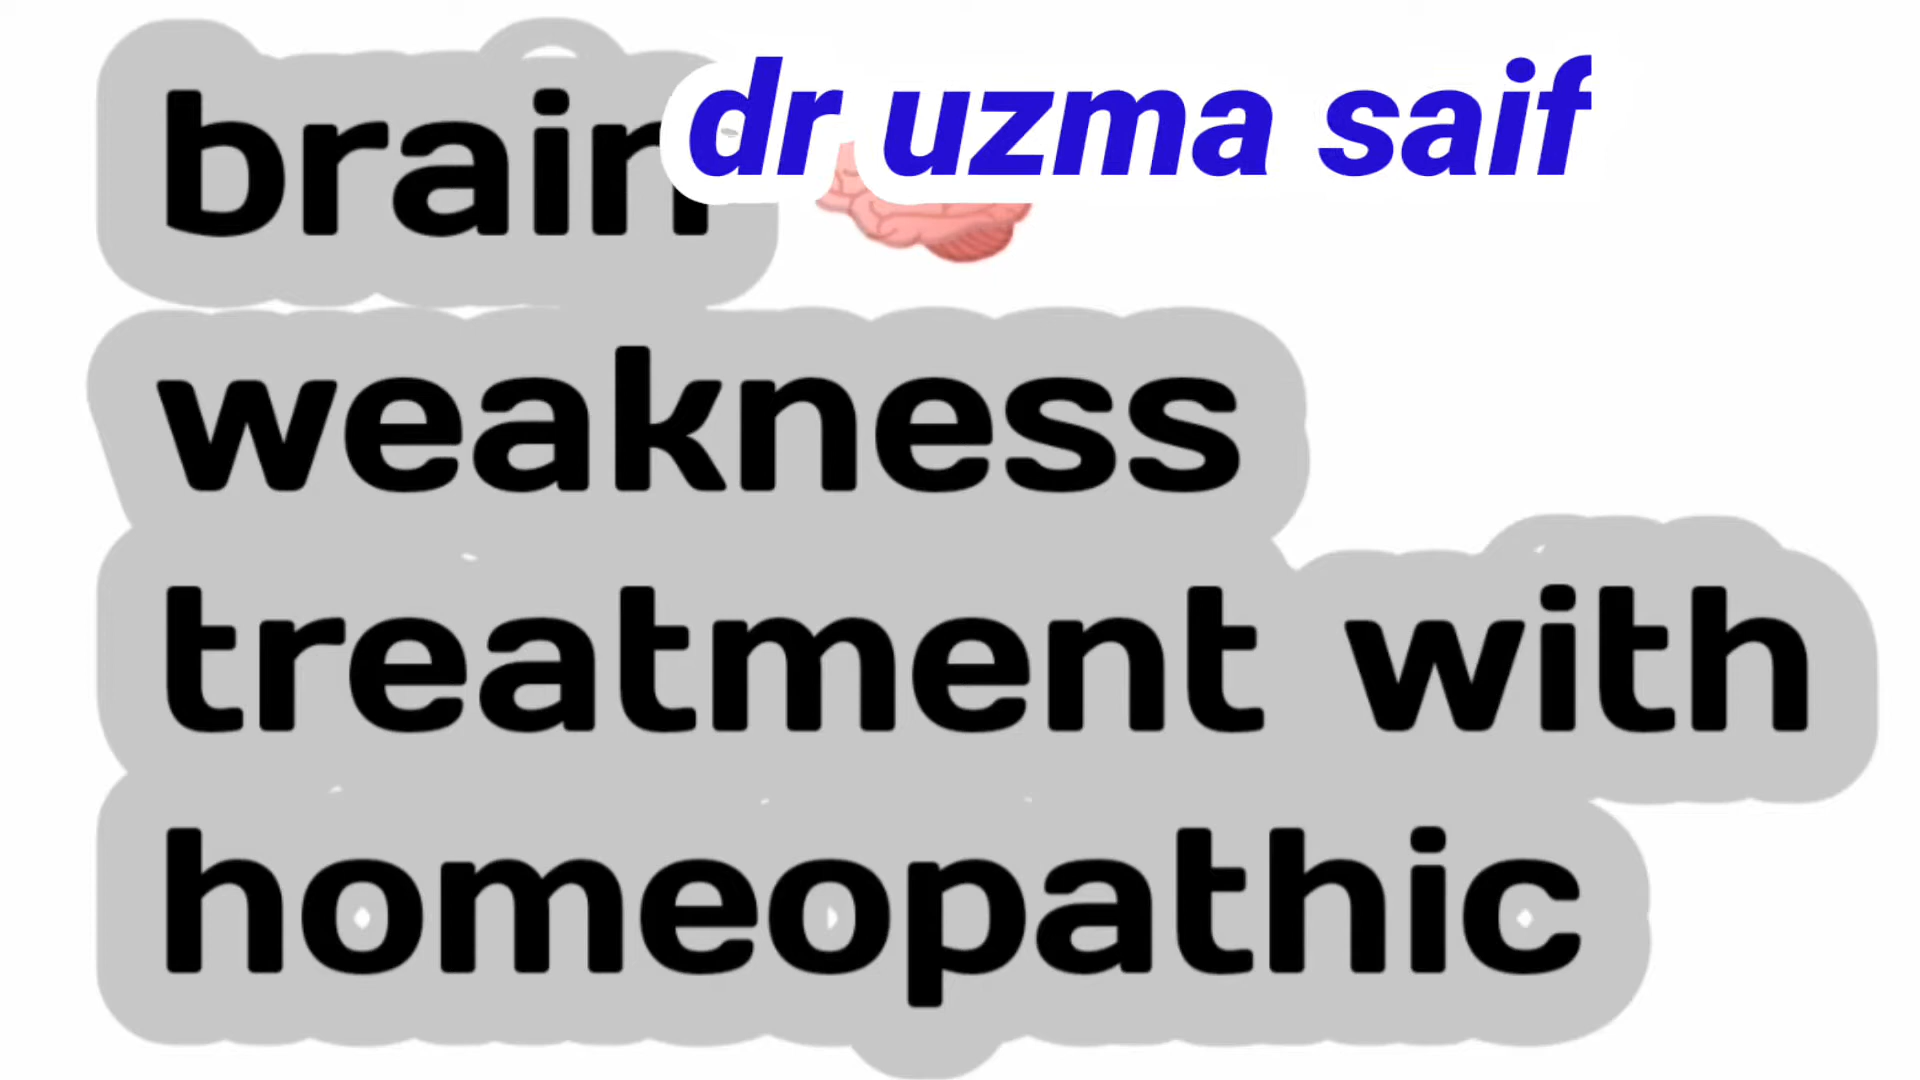 brain
dr uzma saif
weakness
treatment with
homeopathic